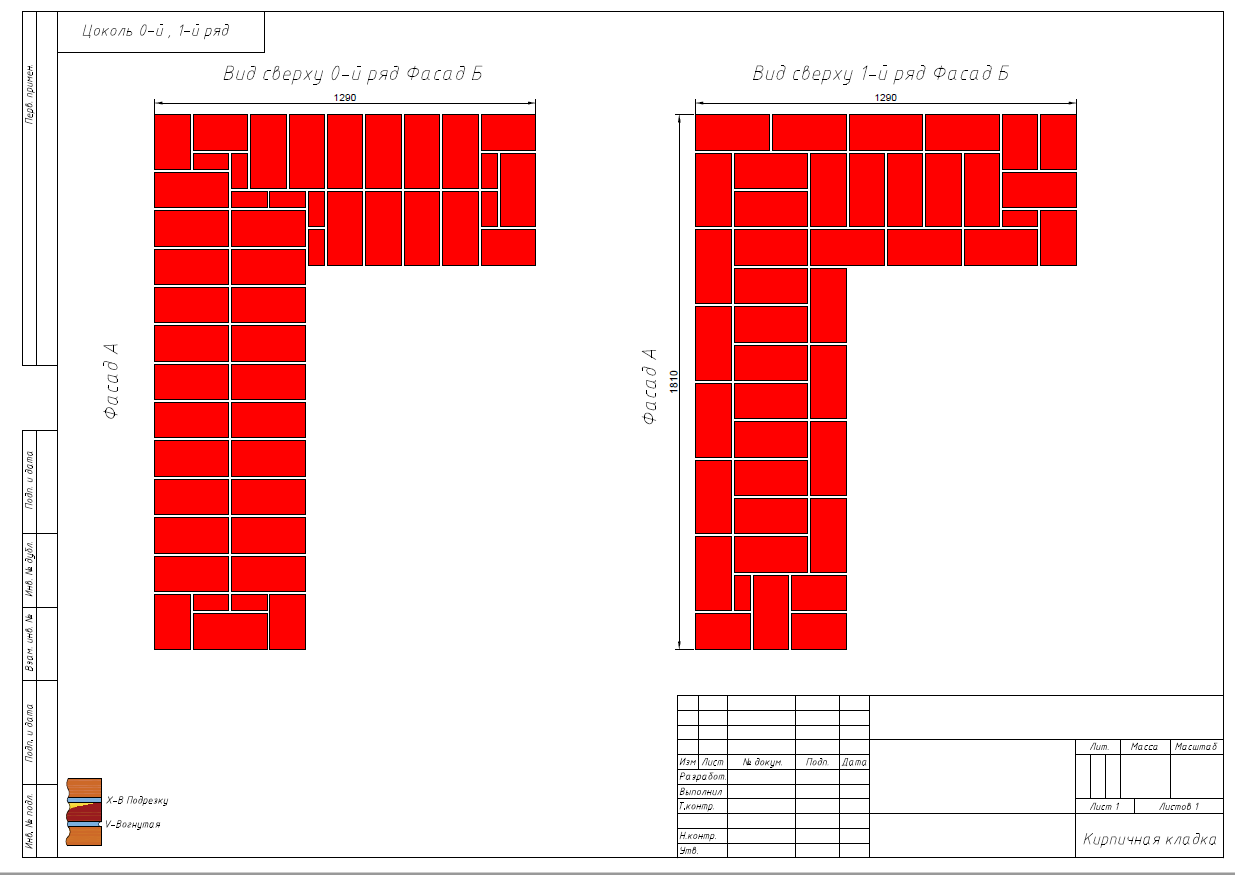 Цоколь 0-й , 1-й ряд
Вид сверху 0-й ряд Фасад Б
Вид сверху 1-й ряд Фасад Б
1290
1290
Фасад А
Фасад А
1810
Перв. примен.
Подп. и дата
Инв. № дубл.
Взам. инв. №
Подп. и дата
Инв. № подл.
Х-В Подрезку
V-Вогнутая
Изм Лист № докум. Подп. Дата
Разработ.
Выполнил
Т.контр.
Н.контр.
Утв.
Лит. Масса Масштаб
Лист 1 Листов 1
Кирпичная кладка